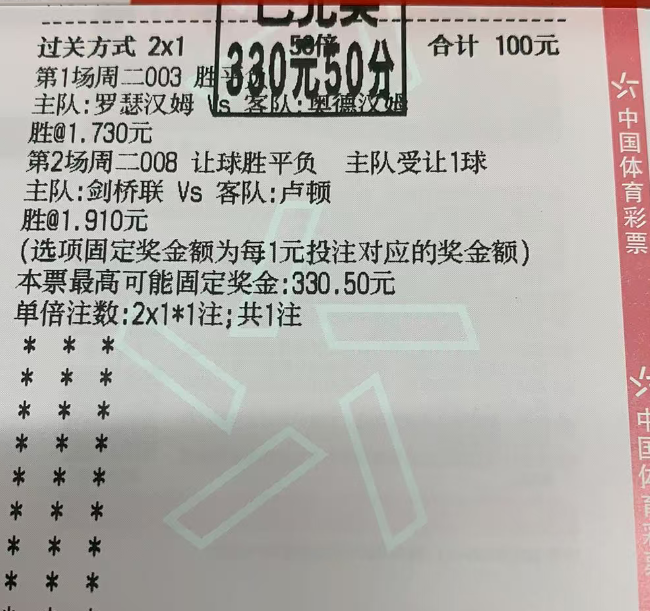 已兑奖
过关方式 2x1 50倍 合计 100元
330元50分
第1场周二003 胜平负
主队:罗瑟汉姆 Vs 客队:奥德汉姆
胜@1.730元
第2场周二008 让球胜平负 主队受让1球
主队:剑桥联 Vs 客队:卢顿
胜@1.910元
(选项固定奖金额为每1元投注对应的奖金额)
本票最高可能固定奖金:330.50元
单倍注数:2x1*1注;共1注
* * *
* * *
* * *
* * *
* * *
* * *
* * *
* * *
* * *
中国体育彩票
中国体育彩票